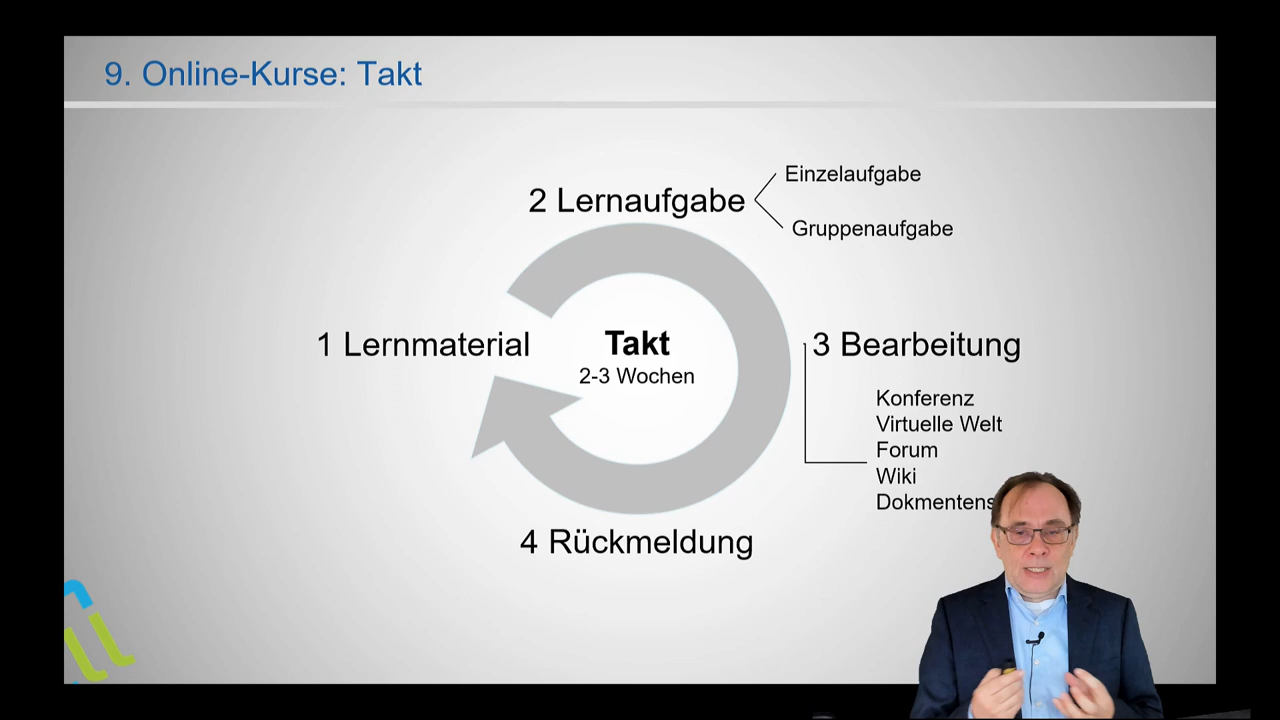 9. Online-Kurse: Takt
Einzelaufgabe
2 Lernaufgabe
Gruppenaufgabe
1 Lernmaterial
Takt
2-3 Wochen
3 Bearbeitung
Konferenz
Virtuelle Welt
Forum
Wiki
4 Rückmeldung